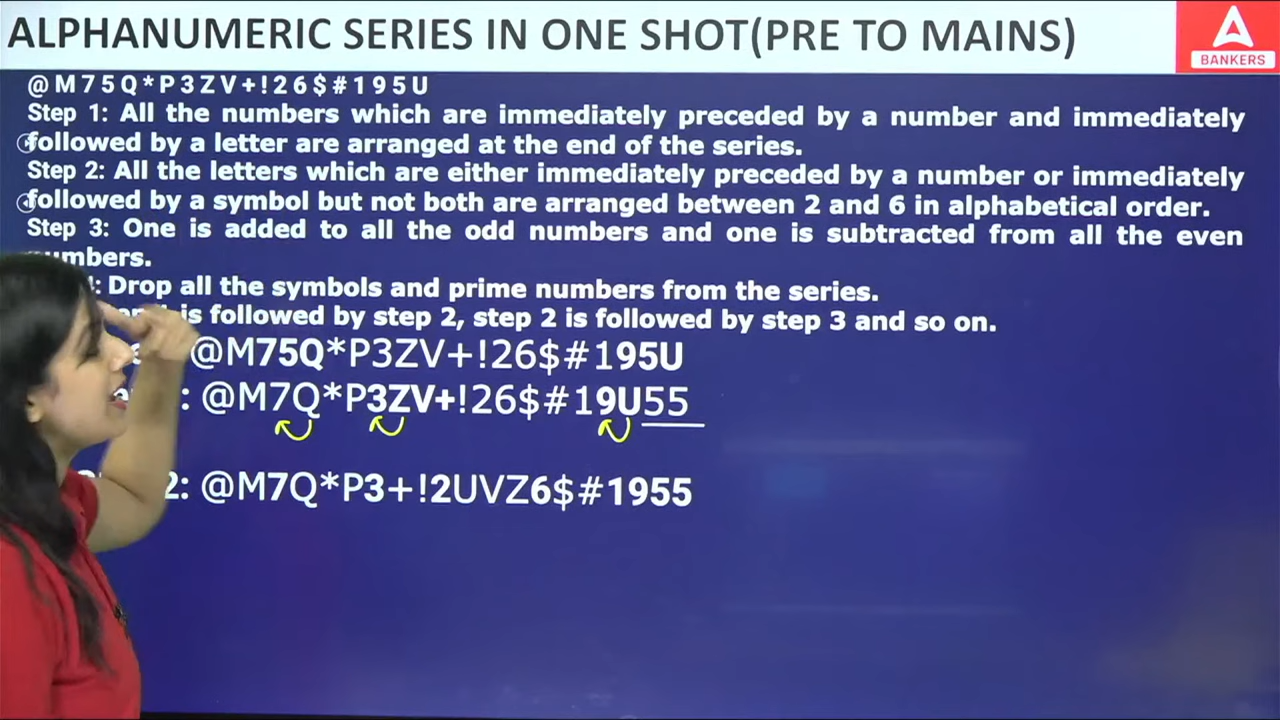 ALPHANUMERIC SERIES IN ONE SHOT(PRE TO MAINS)
A
BANKERS
@M75Q*P3ZV+!26$#195U
Step 1: All the numbers which are immediately preceded by a number and immediately
followed by a letter are arranged at the end of the series.
Step 2: All the letters which are either immediately preceded by a number or immediately
followed by a symbol but not both are arranged between 2 and 6 in alphabetical order.
Step 3: One is added to all the odd numbers and one is subtracted from all the even
numbers.
: Drop all the symbols and prime numbers from the series.
is followed by step 2, step 2 is followed by step 3 and so on.
@M75Q*P3ZV+!26$#195U
: @M7Q*P3ZV+!26$#19U55
2: @M7Q*P3+!2UVZ6$#1955